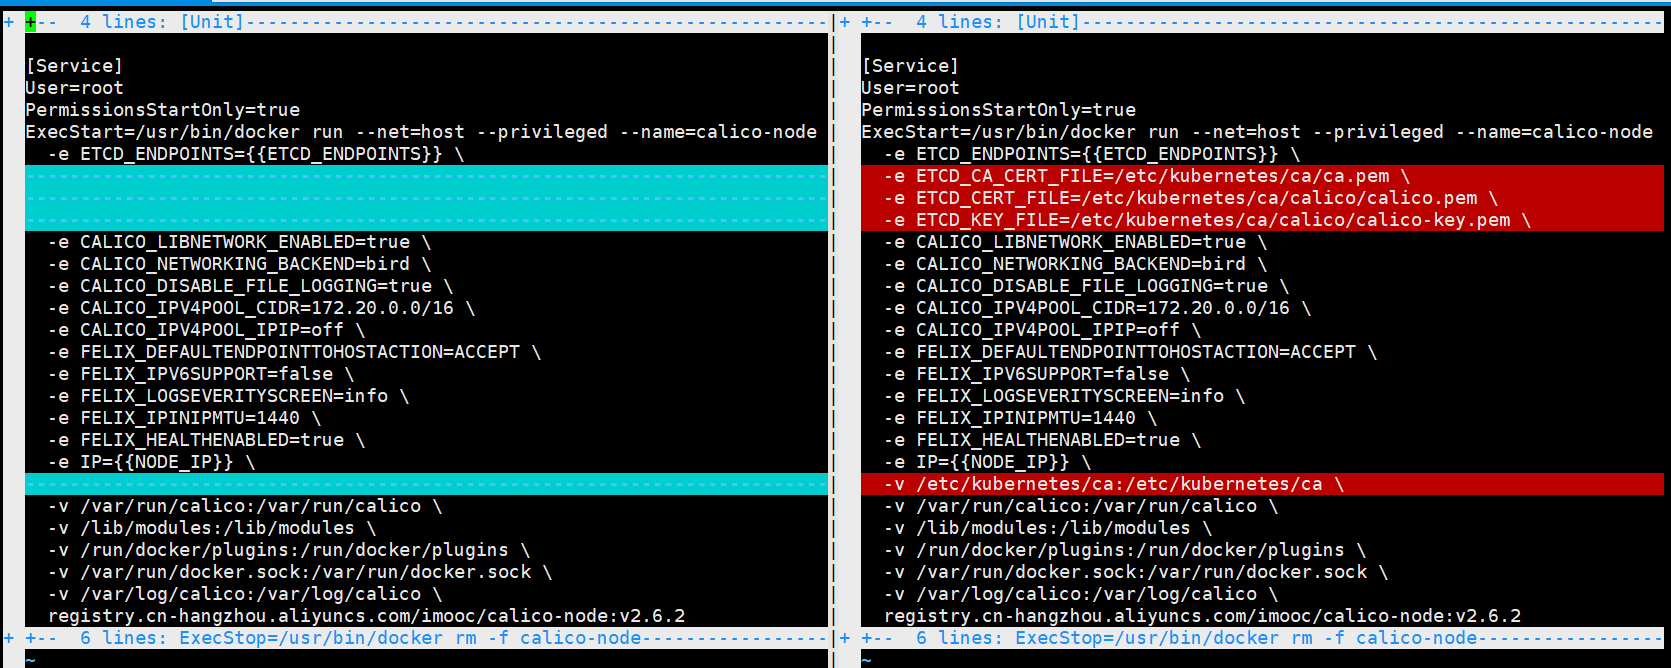 + +--  4 lines: [Unit]-----------------------------------------------------
[Service]
User=root
PermissionsStartOnly=true
ExecStart=/usr/bin/docker run --net=host --privileged --name=calico-node
  -e ETCD_ENDPOINTS={{ETCD_ENDPOINTS}} \
-------------------------------------------------------------------------
-------------------------------------------------------------------------
-------------------------------------------------------------------------
  -e CALICO_LIBNETWORK_ENABLED=true \
  -e CALICO_NETWORKING_BACKEND=bird \
  -e CALICO_DISABLE_FILE_LOGGING=true \
  -e CALICO_IPV4POOL_CIDR=172.20.0.0/16 \
  -e CALICO_IPV4POOL_IPIP=off \
  -e FELIX_DEFAULTENDPOINTTOHOSTACTION=ACCEPT \
  -e FELIX_IPV6SUPPORT=false \
  -e FELIX_LOGSEVERITYSCREEN=info \
  -e FELIX_IPINIPMTU=1440 \
  -e FELIX_HEALTHENABLED=true \
  -e IP={{NODE_IP}} \
-------------------------------------------------------------------------
  -v /var/run/calico:/var/run/calico \
  -v /lib/modules:/lib/modules \
  -v /run/docker/plugins:/run/docker/plugins \
  -v /var/run/docker.sock:/var/run/docker.sock \
  -v /var/log/calico:/var/log/calico \
  registry.cn-hangzhou.aliyuncs.com/imooc/calico-node:v2.6.2
+ +--  6 lines: ExecStop=/usr/bin/docker rm -f calico-node-----------------
~
+ +--  4 lines: [Unit]-----------------------------------------------------
[Service]
User=root
PermissionsStartOnly=true
ExecStart=/usr/bin/docker run --net=host --privileged --name=calico-node
  -e ETCD_ENDPOINTS={{ETCD_ENDPOINTS}} \
  -e ETCD_CA_CERT_FILE=/etc/kubernetes/ca/ca.pem \
  -e ETCD_CERT_FILE=/etc/kubernetes/ca/calico/calico.pem \
  -e ETCD_KEY_FILE=/etc/kubernetes/ca/calico/calico-key.pem \
  -e CALICO_LIBNETWORK_ENABLED=true \
  -e CALICO_NETWORKING_BACKEND=bird \
  -e CALICO_DISABLE_FILE_LOGGING=true \
  -e CALICO_IPV4POOL_CIDR=172.20.0.0/16 \
  -e CALICO_IPV4POOL_IPIP=off \
  -e FELIX_DEFAULTENDPOINTTOHOSTACTION=ACCEPT \
  -e FELIX_IPV6SUPPORT=false \
  -e FELIX_LOGSEVERITYSCREEN=info \
  -e FELIX_IPINIPMTU=1440 \
  -e FELIX_HEALTHENABLED=true \
  -e IP={{NODE_IP}} \
  -v /etc/kubernetes/ca:/etc/kubernetes/ca \
  -v /var/run/calico:/var/run/calico \
  -v /lib/modules:/lib/modules \
  -v /run/docker/plugins:/run/docker/plugins \
  -v /var/run/docker.sock:/var/run/docker.sock \
  -v /var/log/calico:/var/log/calico \
  registry.cn-hangzhou.aliyuncs.com/imooc/calico-node:v2.6.2
+ +--  6 lines: ExecStop=/usr/bin/docker rm -f calico-node-----------------
~